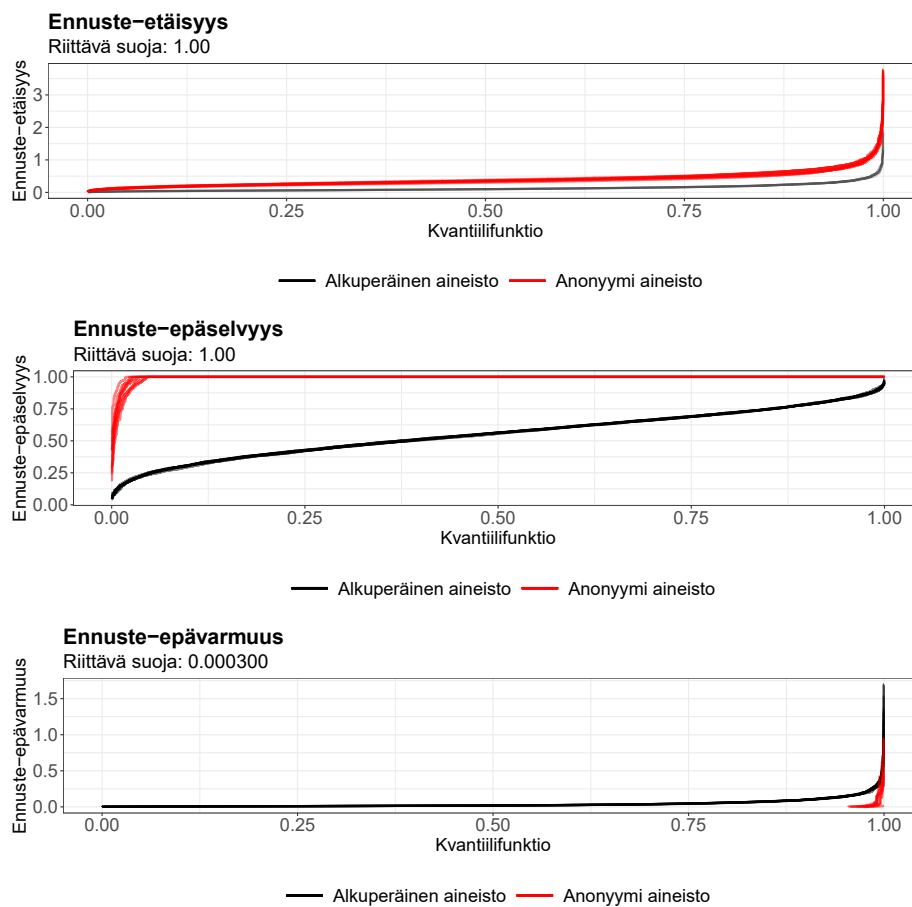 Ennuste−etäisyys
Riittävä suoja: 1.00
Ennuste−etäisyys
3
2
1
0
0.00 0.25 0.50 0.75 1.00
Kvantiilifunktio
Alkuperäinen aineisto Anonyymi aineisto
Ennuste−epäselvyys
Riittävä suoja: 1.00
Ennuste−epäselvyys
1.00
0.75
0.50
0.25
0.00
0.00 0.25 0.50 0.75 1.00
Kvantiilifunktio
Alkuperäinen aineisto Anonyymi aineisto
Ennuste−epävarmuus
Riittävä suoja: 0.000300
Ennuste−epävarmuus
1.5
1.0
0.5
0.0
0.00 0.25 0.50 0.75 1.00
Kvantiilifunktio
Alkuperäinen aineisto Anonyymi aineisto